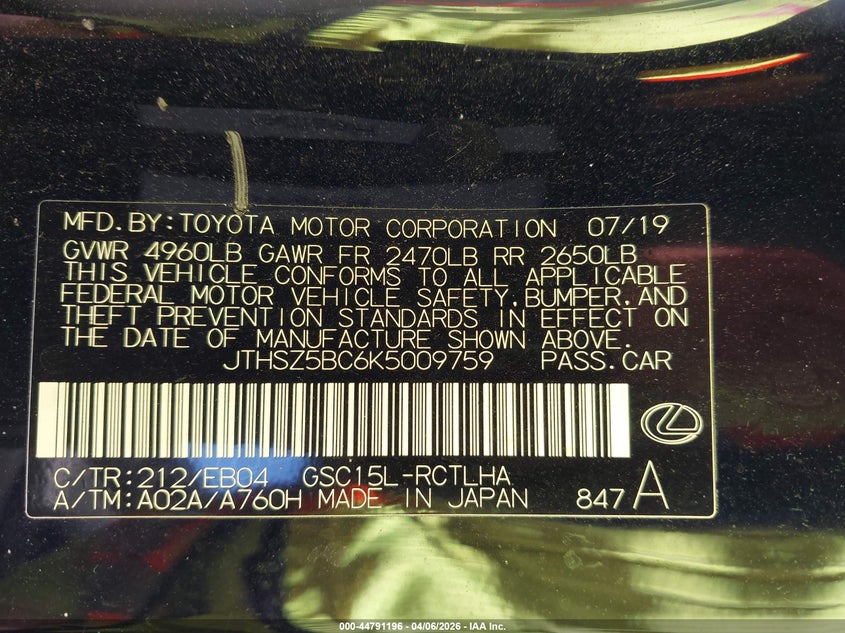 MFD.BY:TOYOTA MOTOR CORPORATION 07/19
GVWR 4960LB GAWR FR 2470LB RR 2650LB
THIS VEHICLE CONFORMS TO ALL APPLICABLE
FEDERAL MOTOR VEHICLE SAFETY,BUMPER,AND
THEFT PREVENTION STANDARDS IN EFFECT ON
THE DATE OF MANUFACTURE SHOWN ABOVE.
JTHSZ5BC6K5009759 PASS.CAR
C/TR:212/EB04 GSC15L-RCTLHA
A/TM:A02A/A760H MADE IN JAPAN 847 A
000-44791196 - 04/06/2026 - IAA Inc.